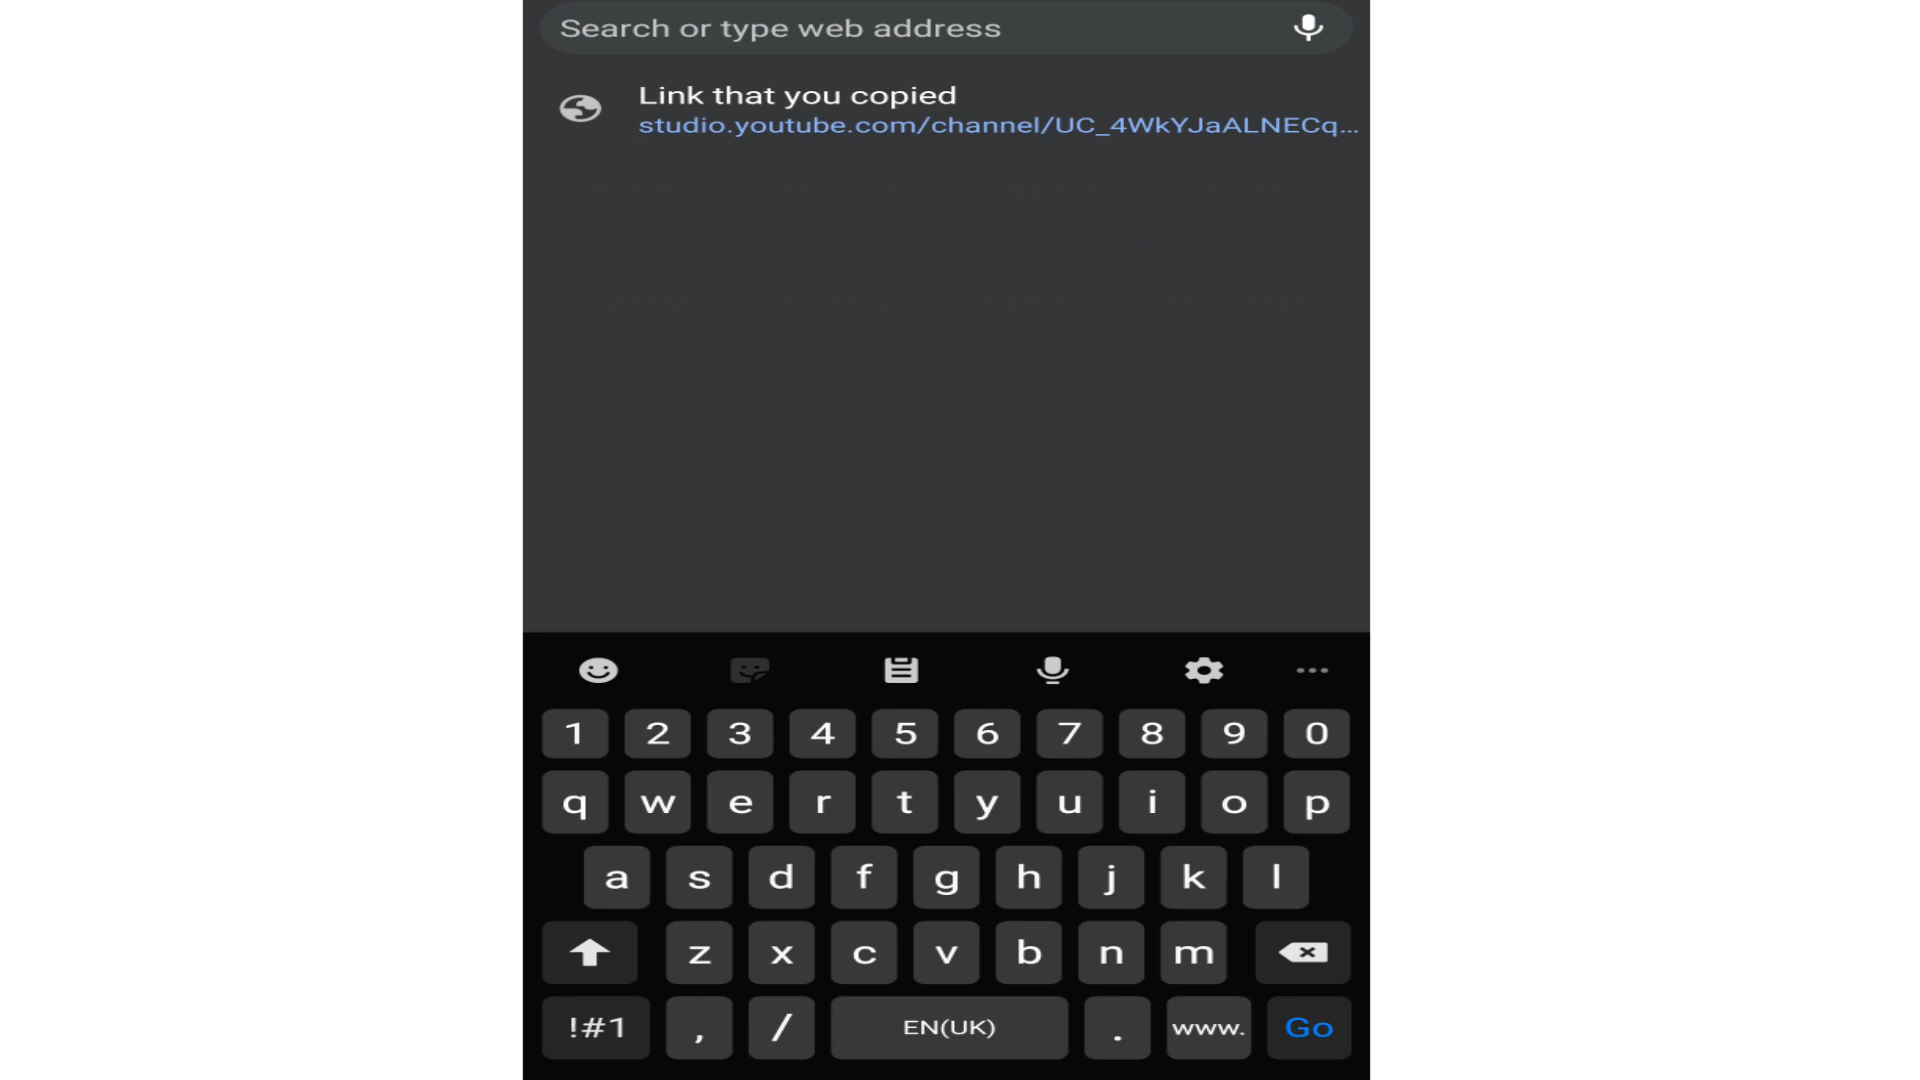 Search or type web address
Link that you copied
studio.youtube.com/channel/UC_4WkYJaALNECq...
1 2 3 4 5 6 7 8 9 0
q w e r t y u i o p
a s d f g h j k l
z x c v b n m
!#1 , / EN(UK) . www. Go